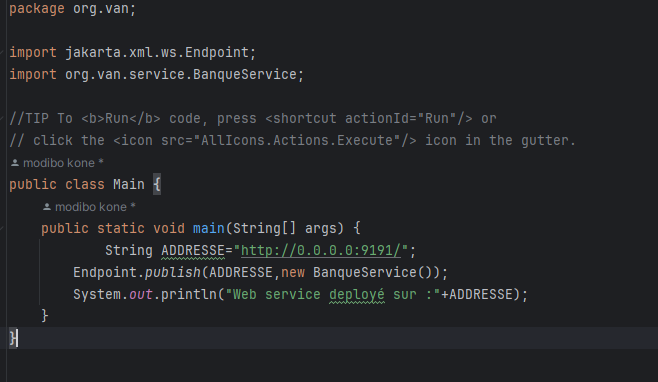 package org.van;
import jakarta.xml.ws.Endpoint;
import org.van.service.BanqueService;
//TIP To <b>Run</b> code, press <shortcut actionId="Run"/> or
// click the <icon src="AllIcons.Actions.Execute"/> icon in the gutter.
modibo kone *
public class Main {
modibo kone *
public static void main(String[] args) {
String ADDRESSE="http://0.0.0.0:9191/";
Endpoint.publish(ADDRESSE,new BanqueService());
System.out.println("Web service deployé sur :"+ADDRESSE);
}
}